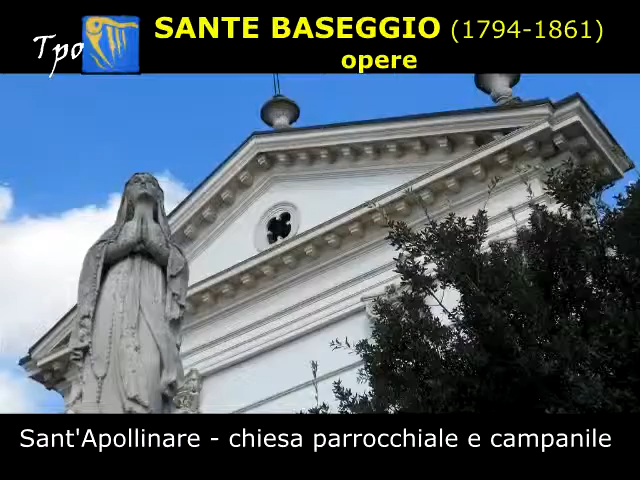 Tpo
SANTE BASEGGIO (1794-1861)
opere
Sant'Apollinare - chiesa parrocchiale e campanile